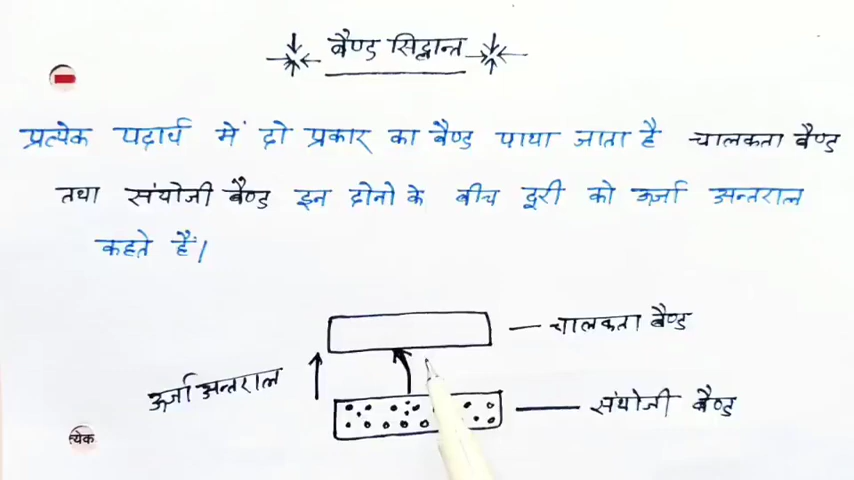 बैण्ड सिद्धान्त
प्रत्येक पदार्थ में दो प्रकार का बैण्ड पाया जाता है चालकता बैण्ड
तथा संयोजी बैण्ड इन दोनो के बीच दूरी को ऊर्जा अन्तराल
कहते हैं।
चालकता बैण्ड
ऊर्जा अन्तराल
संयोजी बैण्ड
त्येक